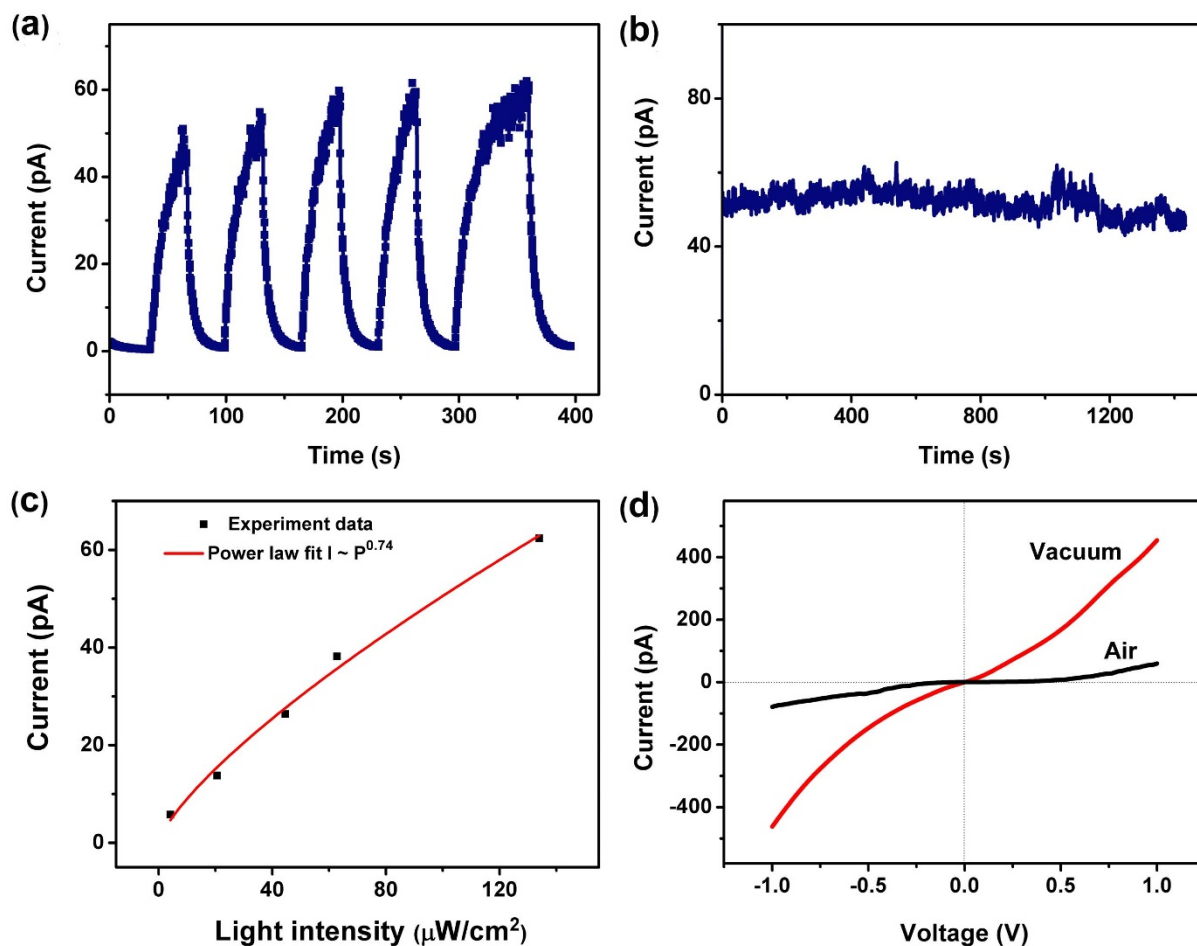 (a)
60
40
20
0
Current (pA)
0
100
200
300
400
Time (s)
(b)
80
40
0
Current (pA)
0
400
800
1200
Time (s)
(c)
Experiment data
Power law fit I ~ P^0.74
60
40
20
0
Current (pA)
0
40
80
120
Light intensity (μW/cm²)
(d)
400
200
0
-200
-400
Current (pA)
Vacuum
Air
-1.0
-0.5
0.0
0.5
1.0
Voltage (V)